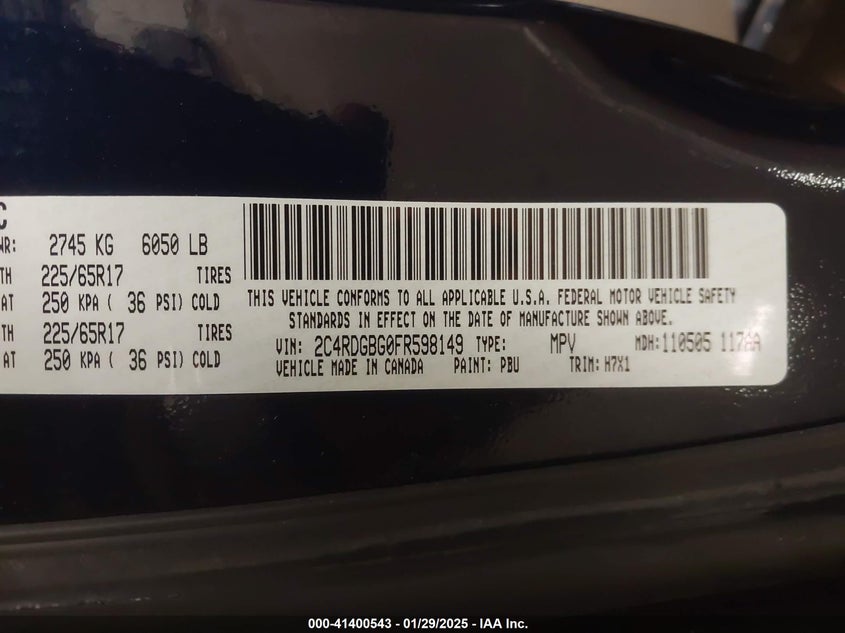 C
WR: 2745 KG 6050 LB
TH 225/65R17 TIRES
AT 250 KPA ( 36 PSI) COLD
TH 225/65R17 TIRES
AT 250 KPA ( 36 PSI) COLD
THIS VEHICLE CONFORMS TO ALL APPLICABLE U.S.A. FEDERAL MOTOR VEHICLE SAFETY
STANDARDS IN EFFECT ON THE DATE OF MANUFACTURE SHOWN ABOVE.
VIN: 2C4RDGBG0FR598149 TYPE: MPV MDH:110505 117AA
VEHICLE MADE IN CANADA PAINT: PBU TRIM: H7X1
000-41400543 - 01/29/2025 - IAA Inc.